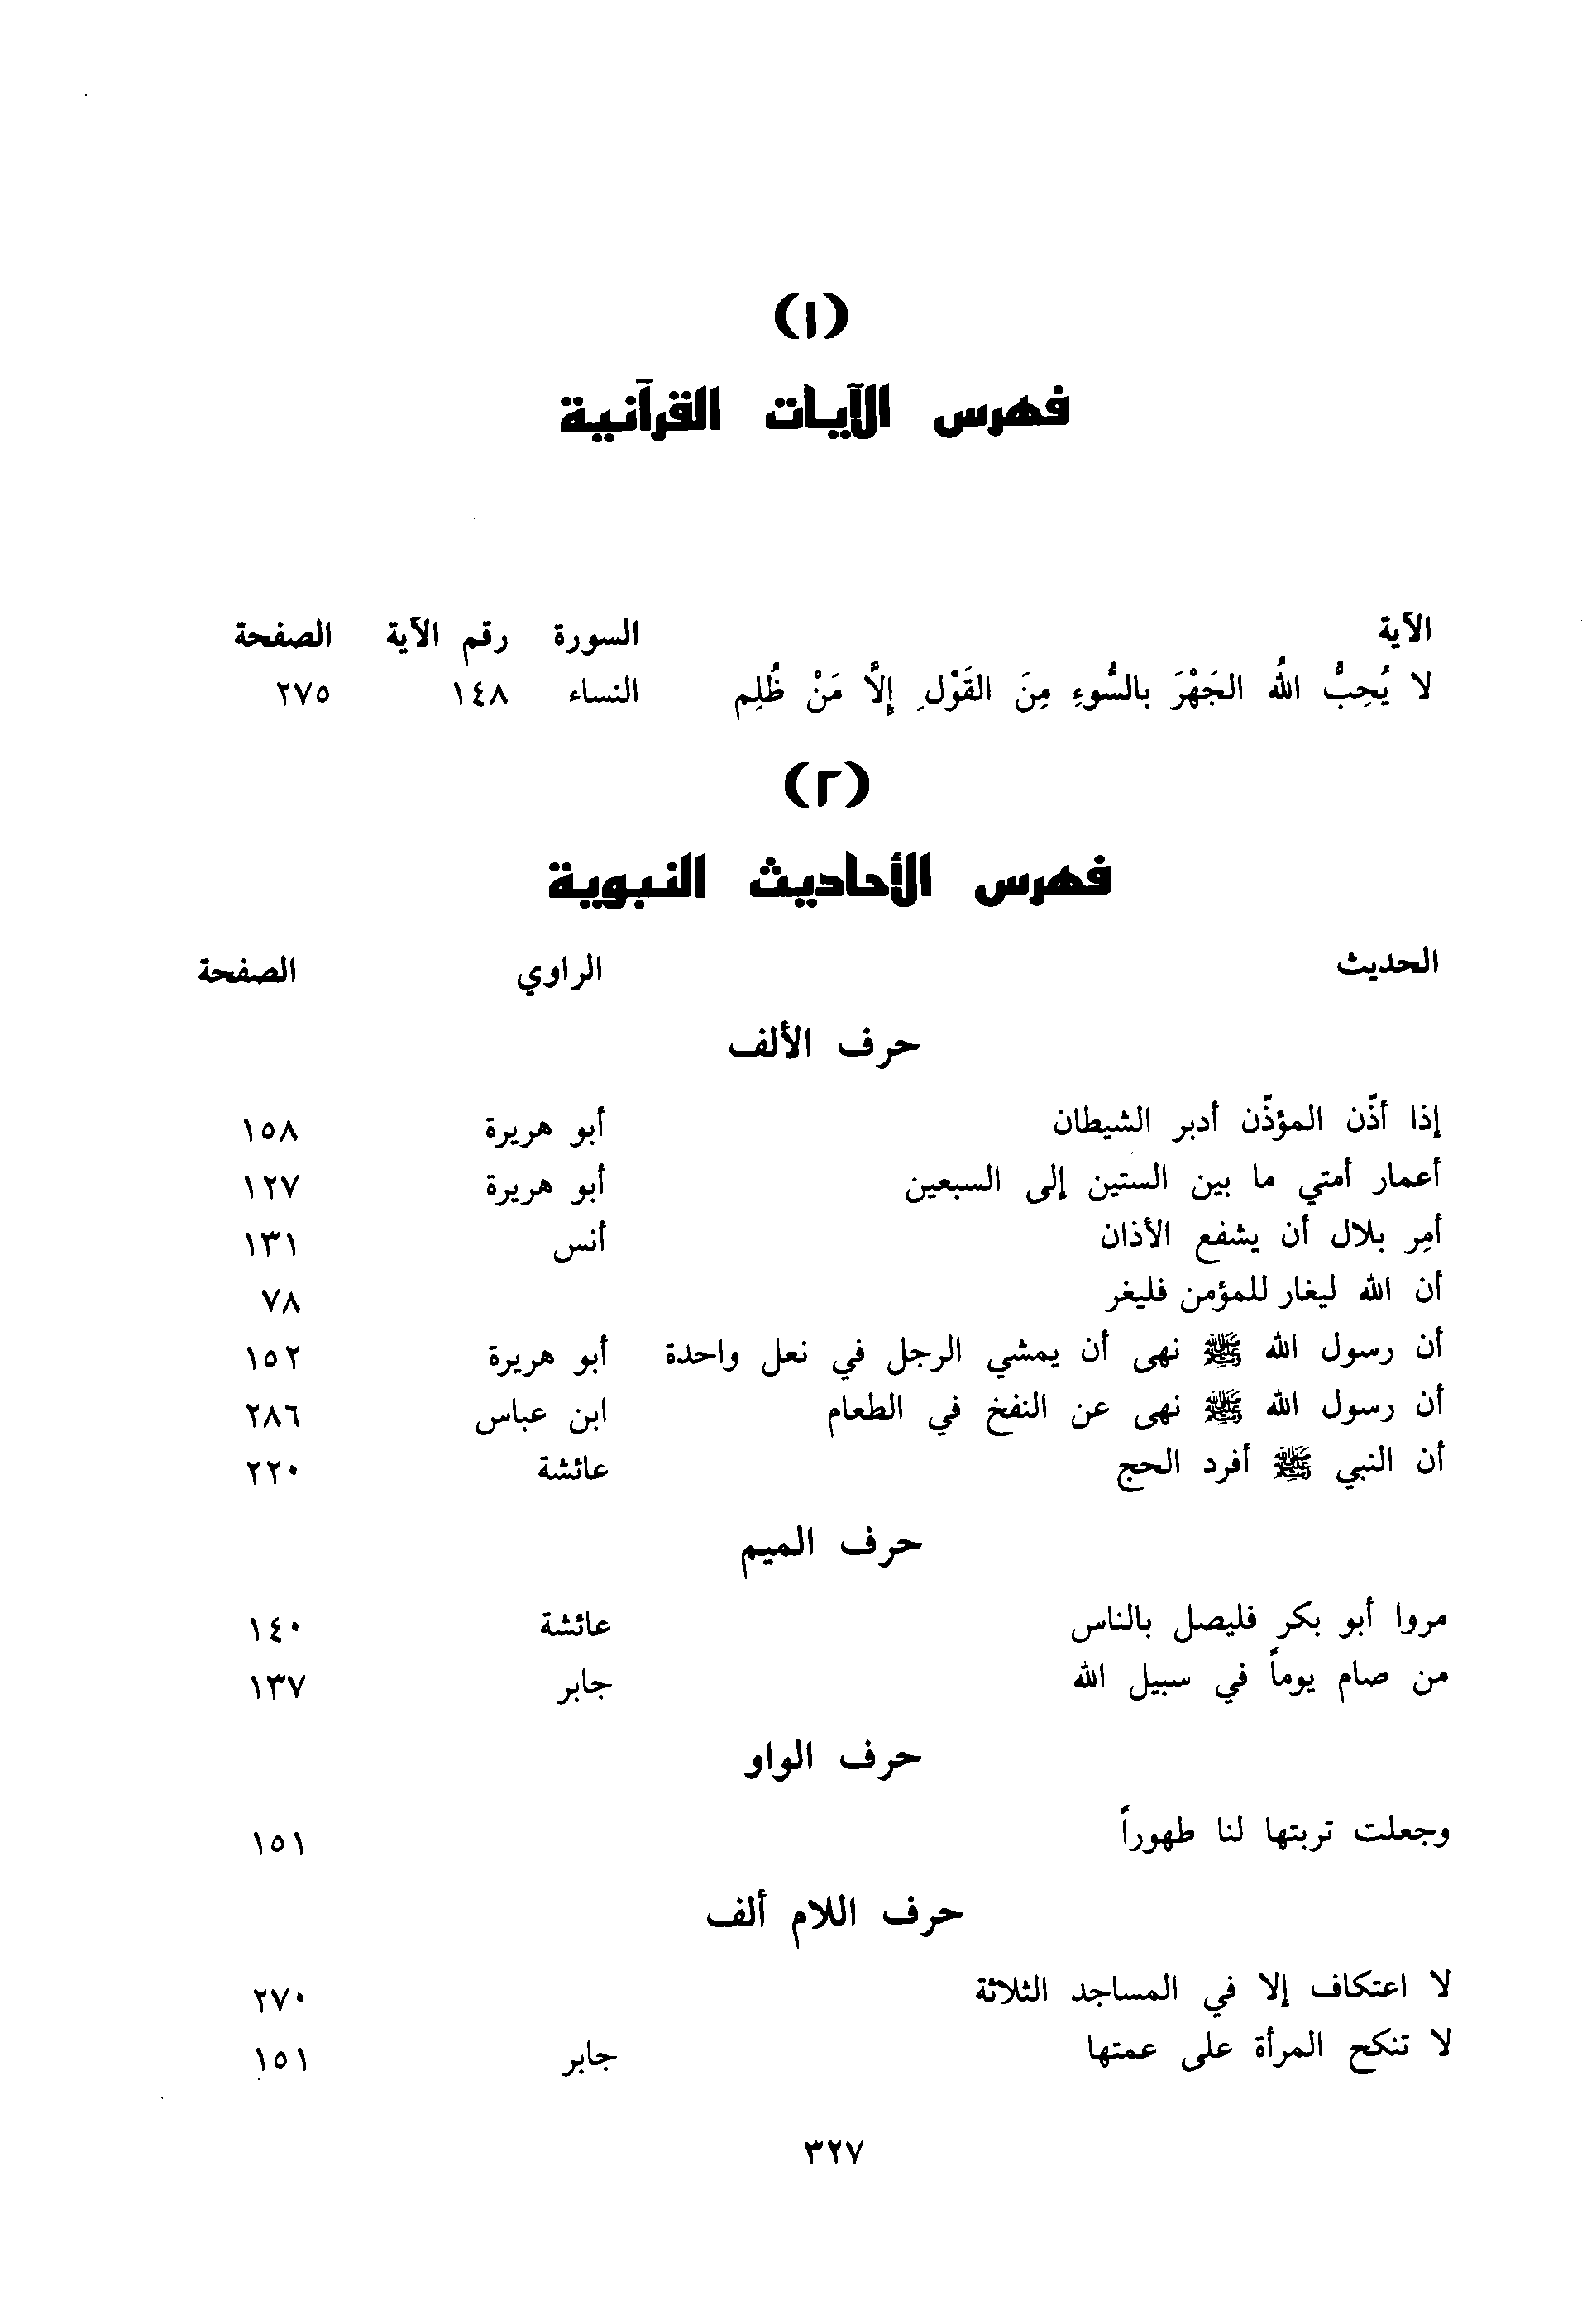 (١)
فهرس الآيات القرآنية
الآية السورة رقم الآية الصفحة
لا يُحِبُّ اللهُ الجَهْرَ بالسُّوءِ مِنَ القَوْلِ إِلَّا مَنْ ظُلِم النساء ١٤٨ ٢٧٥
(٢)
فهرس الأحاديث النبوية
الحديث الراوي الصفحة
حرف الألف
إذا أذّن المؤذّن أدبر الشيطان أبو هريرة ١٥٨
أعمار أمتي ما بين الستين إلى السبعين أبو هريرة ١٢٧
أمِر بلال أن يشفع الأذان أنس ١٣١
أن الله ليغار للمؤمن فليغر ٧٨
أن رسول الله ﷺ نهى أن يمشي الرجل في نعل واحدة أبو هريرة ١٥٢
أن رسول الله ﷺ نهى عن النفخ في الطعام ابن عباس ٢٨٦
أن النبي ﷺ أفرد الحج عائشة ٢٢٠
حرف الميم
مروا أبو بكر فليصل بالناس عائشة ١٤٠
من صام يوماً في سبيل الله جابر ١٣٧
حرف الواو
وجعلت تربتها لنا طهوراً ١٥١
حرف اللام ألف
لا اعتكاف إلا في المساجد الثلاثة ٢٧٠
لا تنكح المرأة على عمتها جابر ١٥١
٣٢٧